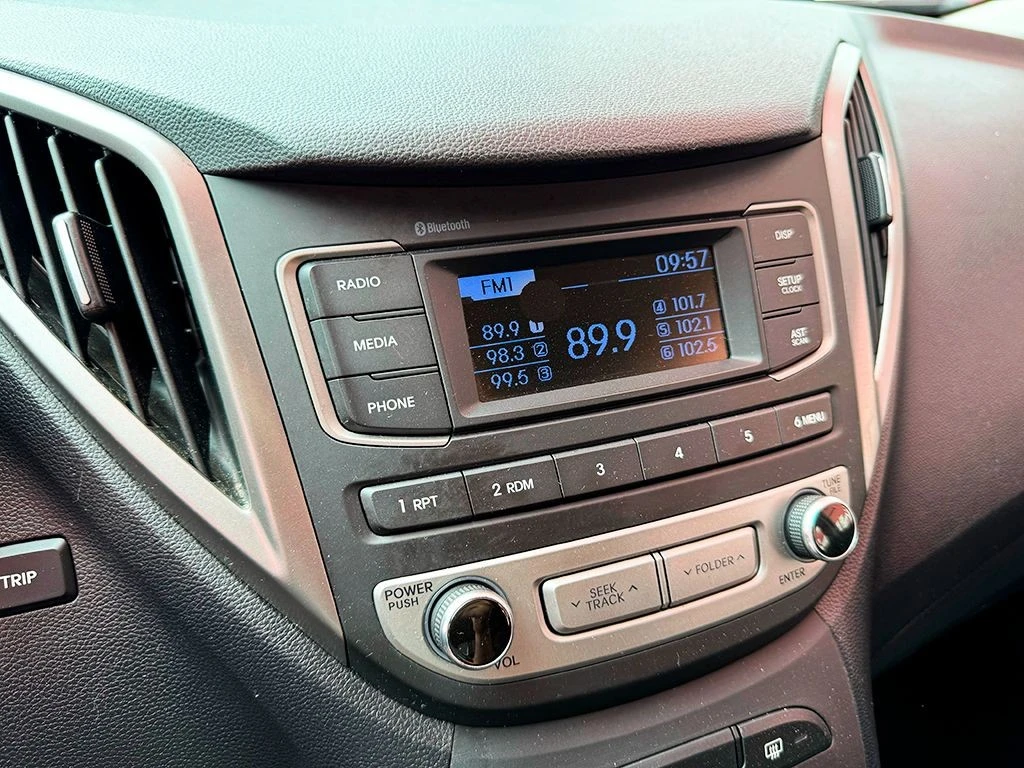 Bluetooth
RADIO
MEDIA
PHONE
FM1
09:57
89.9 1
98.3 2
99.5 3
89.9
4 101.7
5 102.1
6 102.5
DISP
SETUP
CLOCK
AST
SCAN
1 RPT
2 RDM
3
4
5
6 MENU
TRIP
POWER
PUSH
VOL
SEEK
TRACK
FOLDER
TUNE
FILE
ENTER